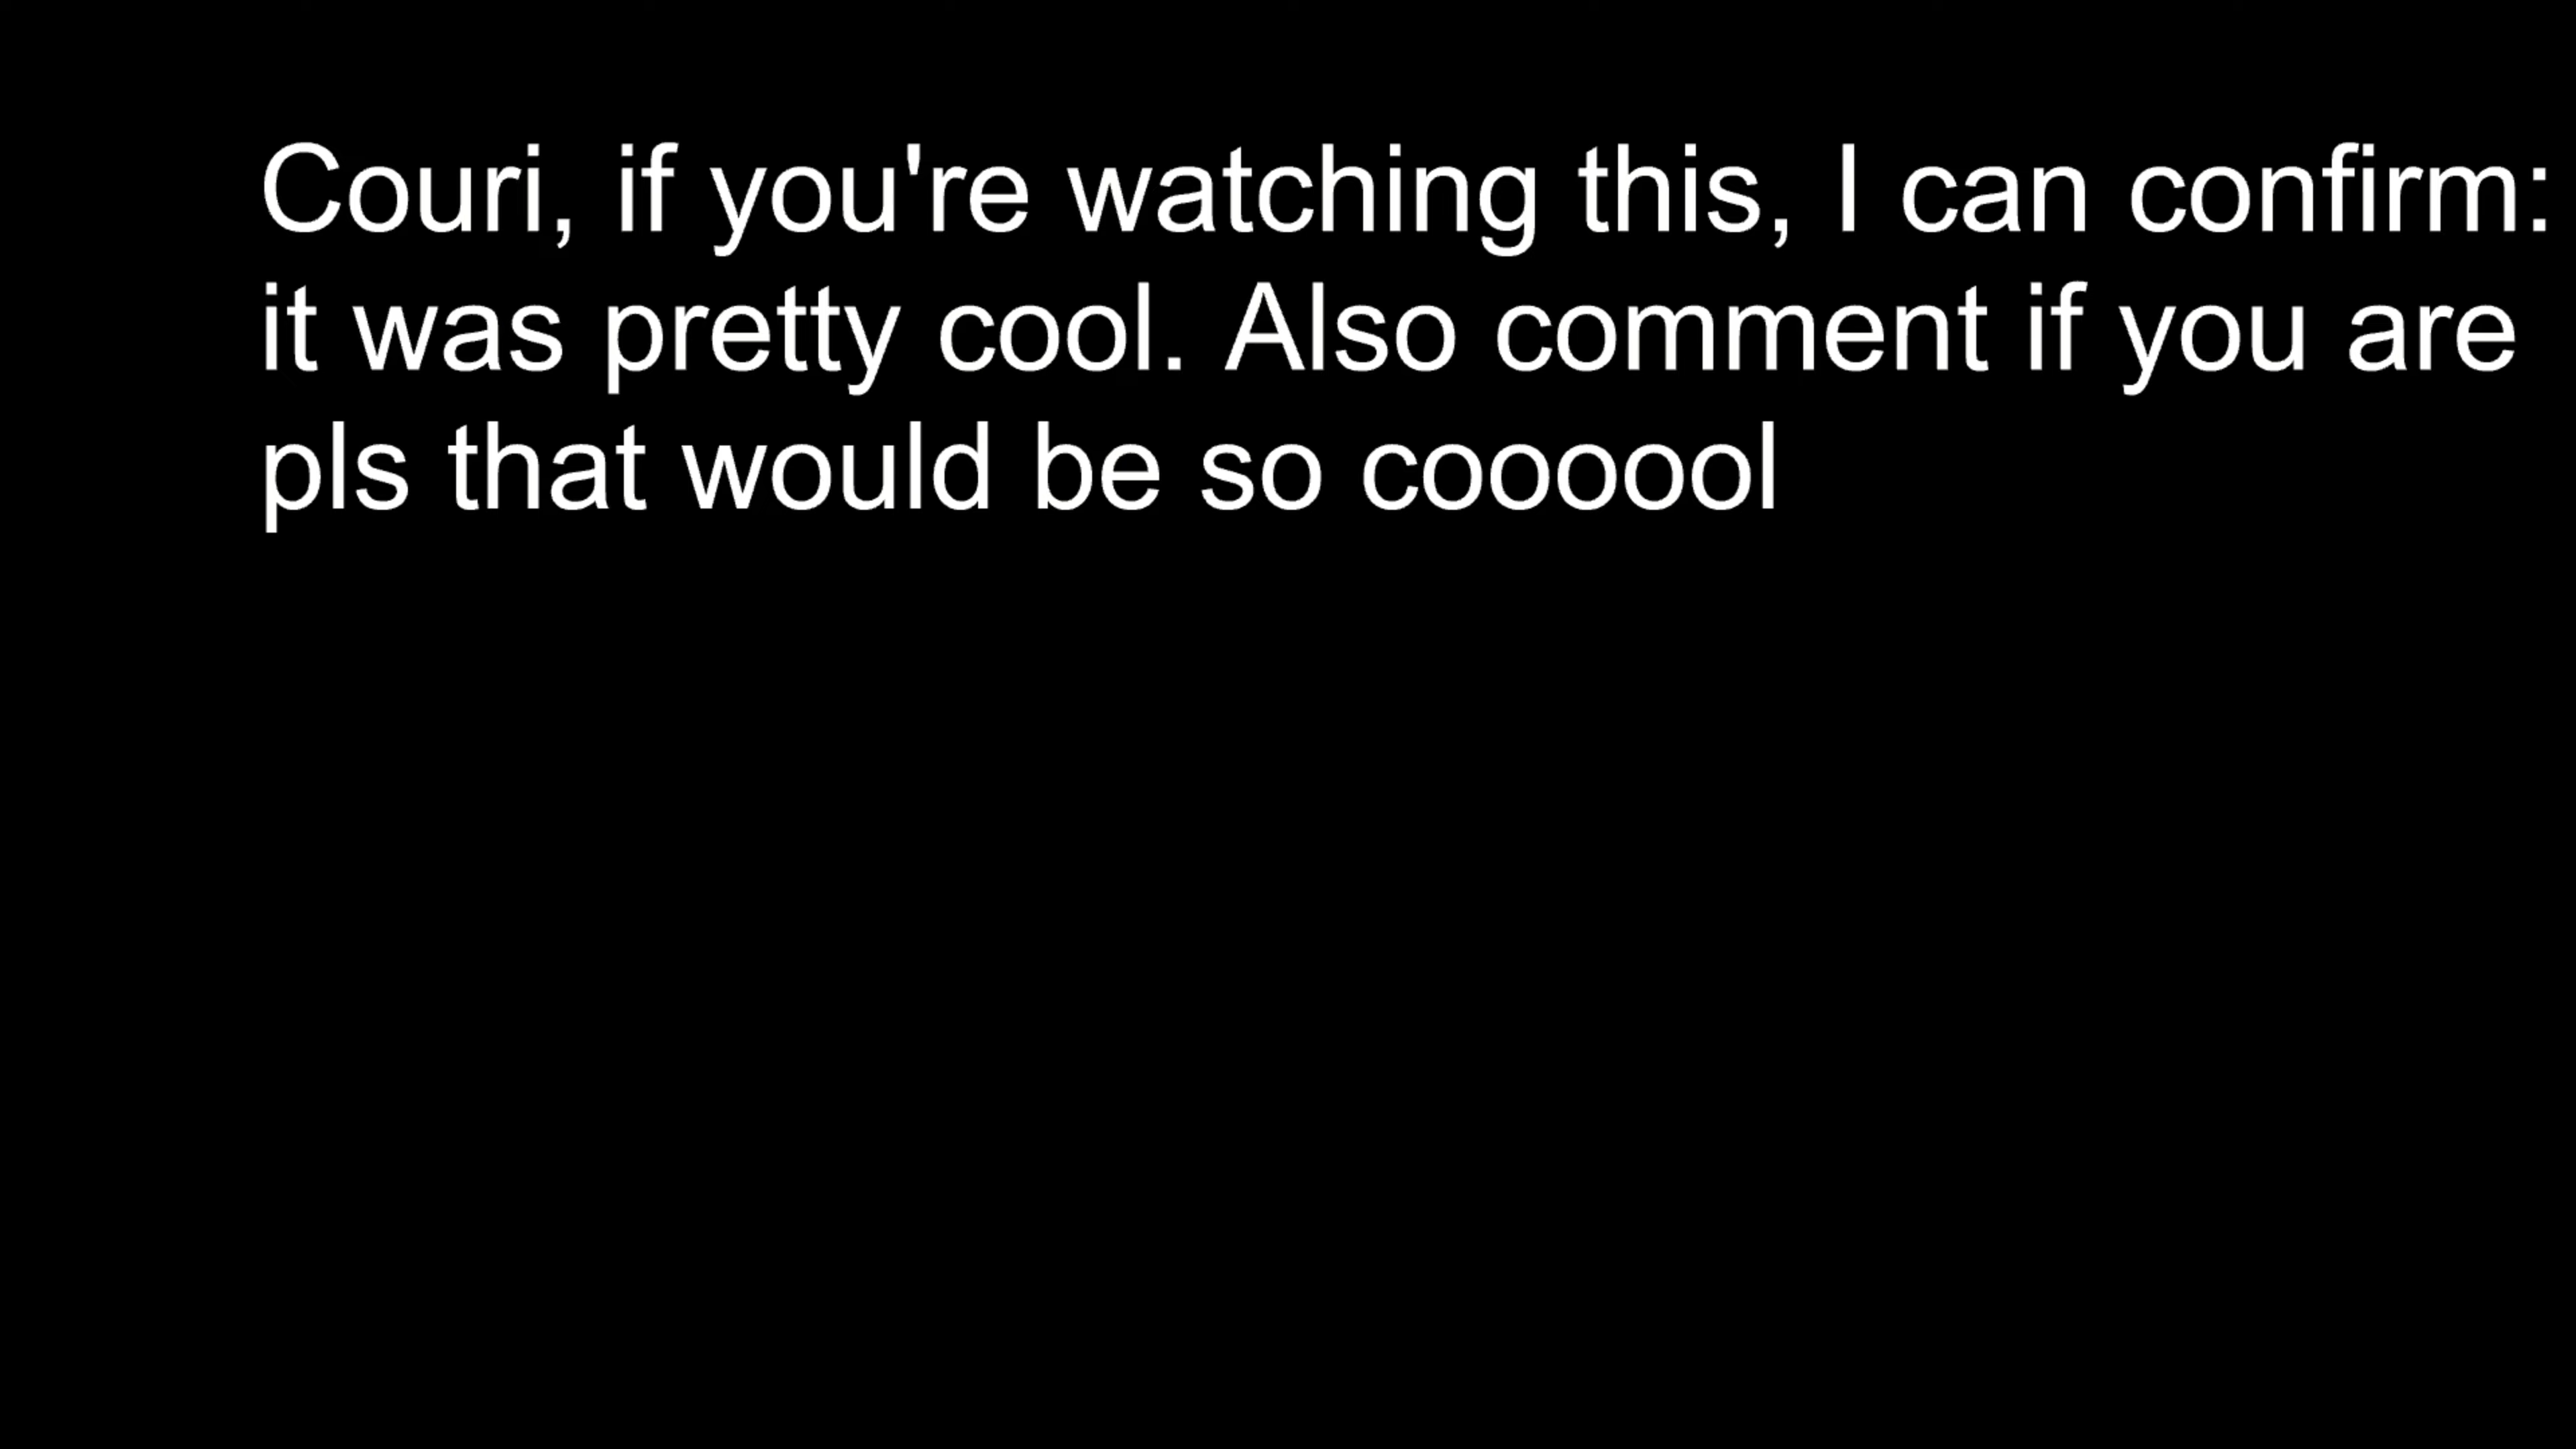 Couri, if you're watching this, I can confirm:
it was pretty cool. Also comment if you are
pls that would be so coooool